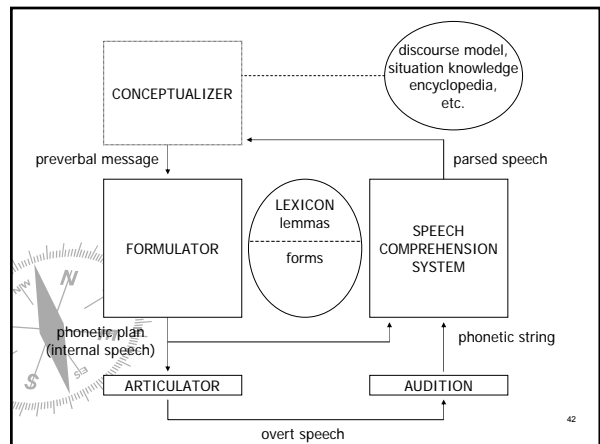 discourse model,
situation knowledge
encyclopedia,
etc.
CONCEPTUALIZER
preverbal message
parsed speech
LEXICON
lemmas
forms
FORMULATOR
SPEECH
COMPREHENSION
SYSTEM
N
N/W
phonetic plan
(internal speech)
phonetic string
E
S
SE
ARTICULATOR
AUDITION
overt speech
42